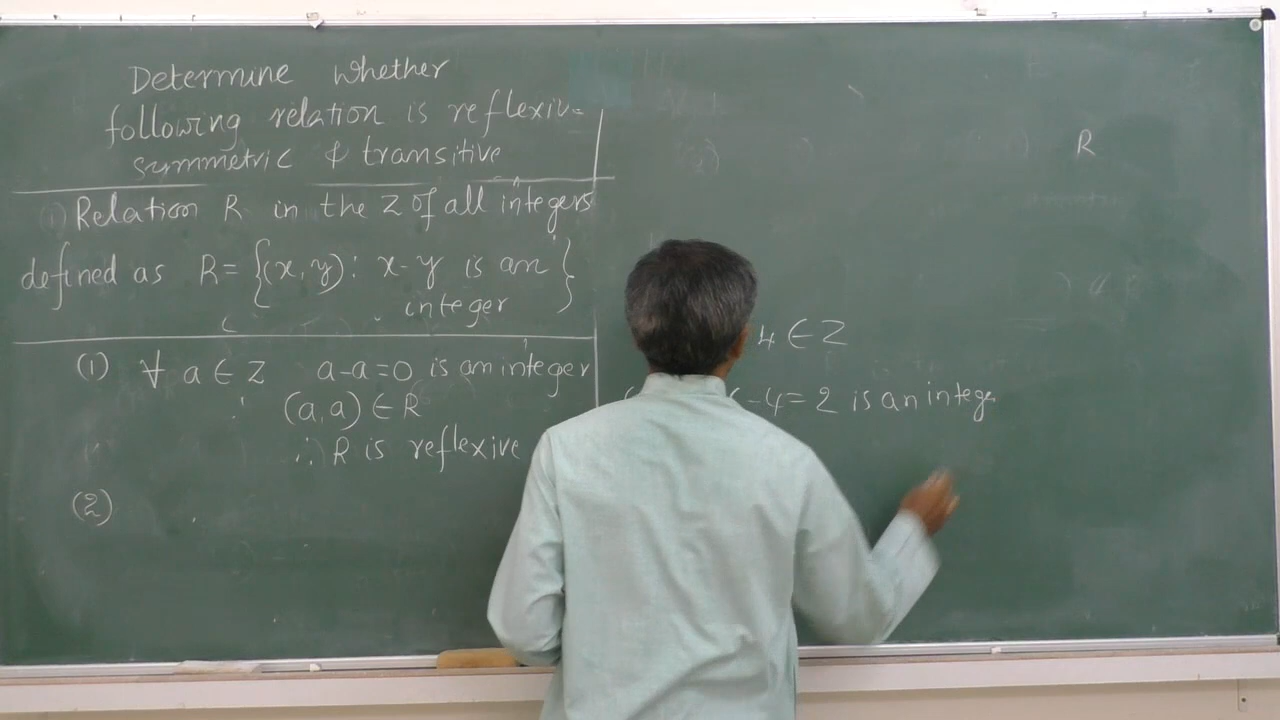 Determine whether
following relation is reflexive
symmetric & transitive
(i) Relation R in the Z of all integers
defined as R = {(x, y) : x-y is an
integer}
(1) ∀ a ∈ Z a-a=0 is an integer
(a, a) ∈ R
∴ R is reflexive
(2)
R
4 ∈ Z
-4 = 2 is an intege